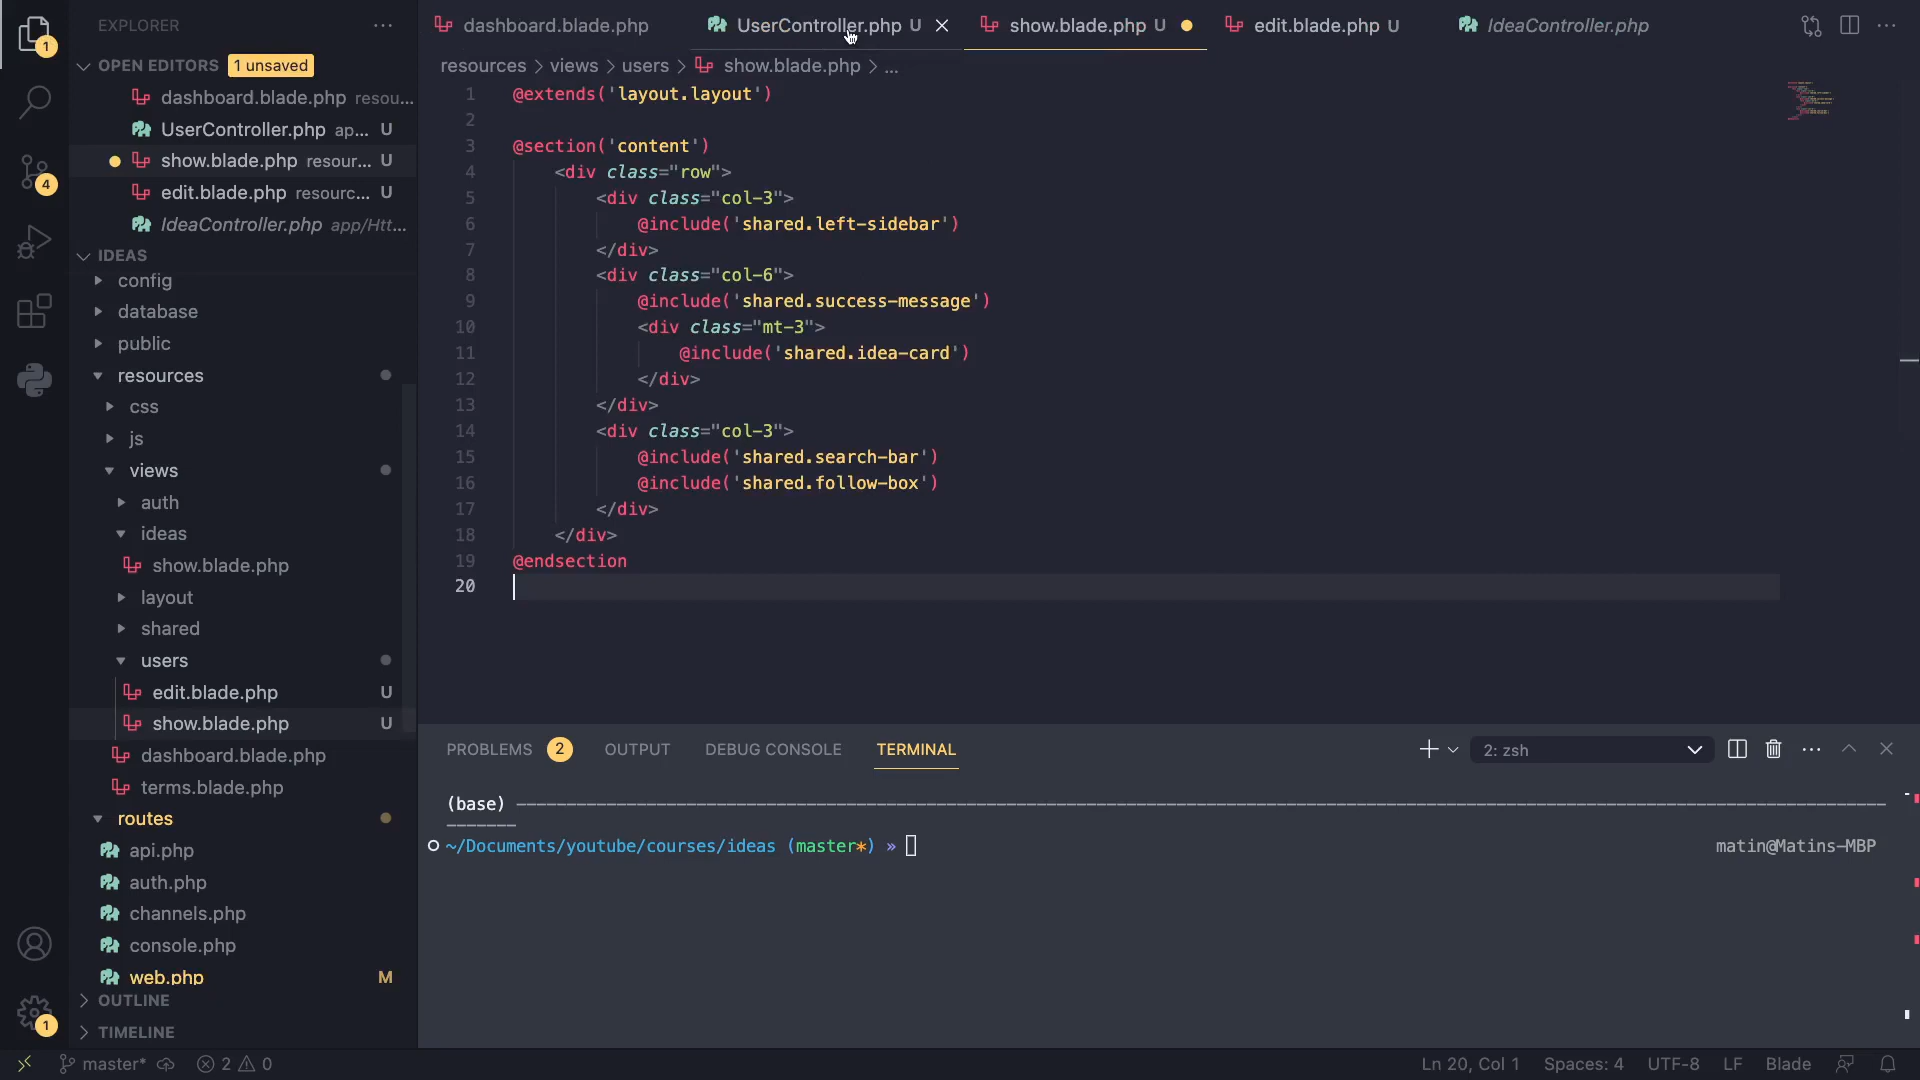 EXPLORER
OPEN EDITORS 1 unsaved
dashboard.blade.php resou...
UserController.php ap... U
show.blade.php resour... U
edit.blade.php resourc... U
IdeaController.php app/Htt...
IDEAS
config
database
public
resources
css
js
views
auth
ideas
show.blade.php
layout
shared
users
edit.blade.php U
show.blade.php U
dashboard.blade.php
terms.blade.php
routes
api.php
auth.php
channels.php
console.php
web.php M
OUTLINE
TIMELINE
1
4
1
dashboard.blade.php UserController.php U show.blade.php U edit.blade.php U IdeaController.php
resources > views > users > show.blade.php > ...
1 @extends('layout.layout')
2
3 @section('content')
4 <div class="row">
5 <div class="col-3">
6 @include('shared.left-sidebar')
7 </div>
8 <div class="col-6">
9 @include('shared.success-message')
10 <div class="mt-3">
11 @include('shared.idea-card')
12 </div>
13 </div>
14 <div class="col-3">
15 @include('shared.search-bar')
16 @include('shared.follow-box')
17 </div>
18 </div>
19 @endsection
20
PROBLEMS 2 OUTPUT DEBUG CONSOLE TERMINAL 2: zsh
(base)
~/Documents/youtube/courses/ideas (master*) » matin@Matins-MBP
master* 2 0 Ln 20, Col 1 Spaces: 4 UTF-8 LF Blade